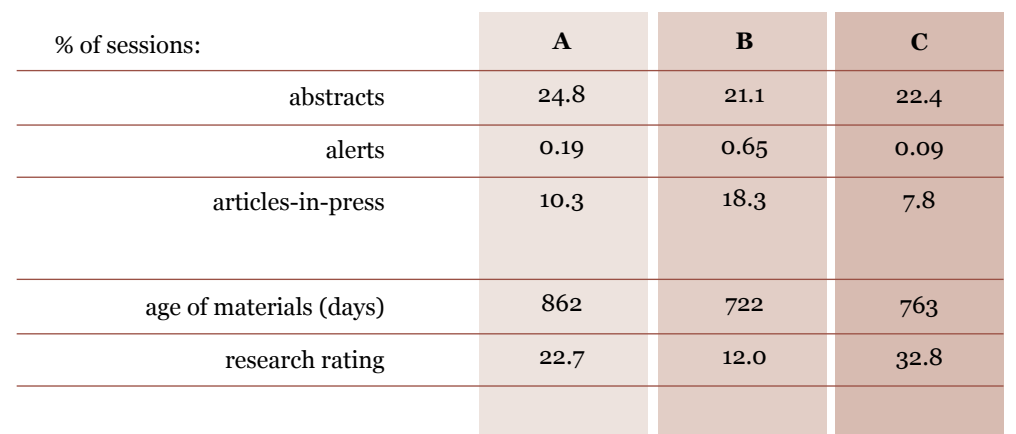 % of sessions: A B C
abstracts 24.8 21.1 22.4
alerts 0.19 0.65 0.09
articles-in-press 10.3 18.3 7.8
age of materials (days) 862 722 763
research rating 22.7 12.0 32.8